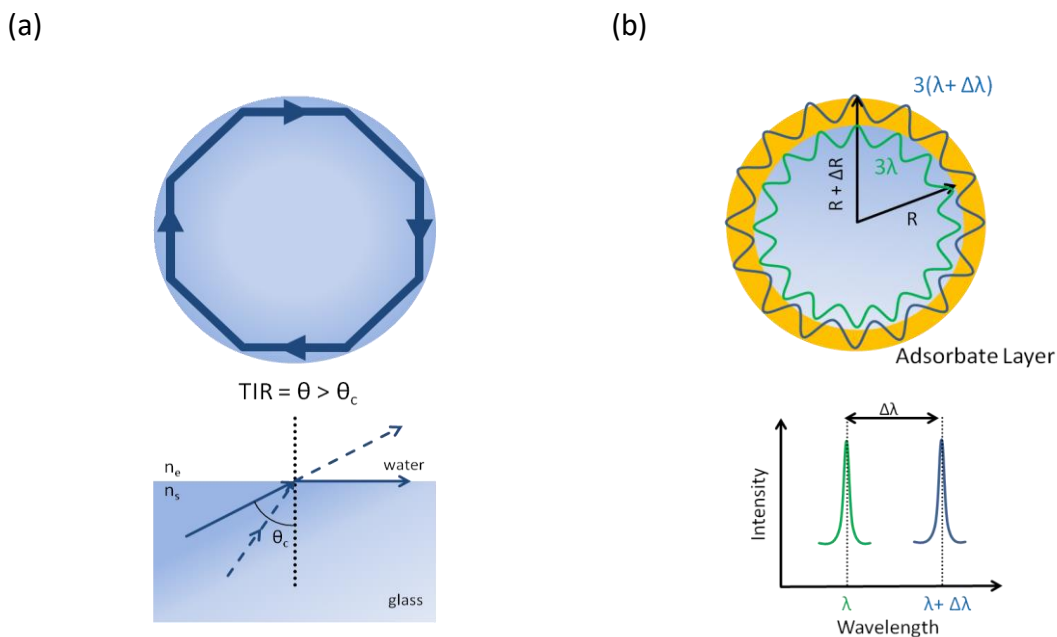 (a)
TIR = θ > θc
ne
ns
water
θc
glass
(b)
3(λ+ Δλ)
3λ
R + ΔR
R
Adsorbate Layer
Δλ
Intensity
λ
λ+ Δλ
Wavelength